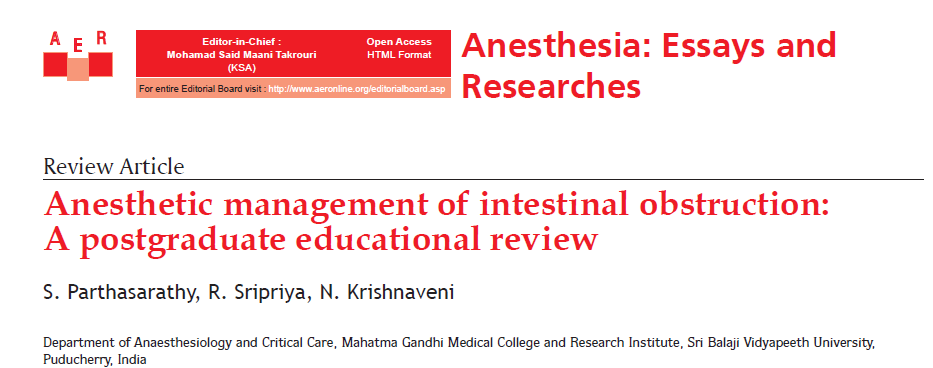 A E R
Editor-in-Chief :
Mohamad Said Maani Takrouri
(KSA)
Open Access
HTML Format
For entire Editorial Board visit : http://www.aeronline.org/editorialboard.asp
Anesthesia: Essays and
Researches
Review Article
Anesthetic management of intestinal obstruction:
A postgraduate educational review
S. Parthasarathy, R. Sripriya, N. Krishnaveni
Department of Anaesthesiology and Critical Care, Mahatma Gandhi Medical College and Research Institute, Sri Balaji Vidyapeeth University,
Puducherry, India